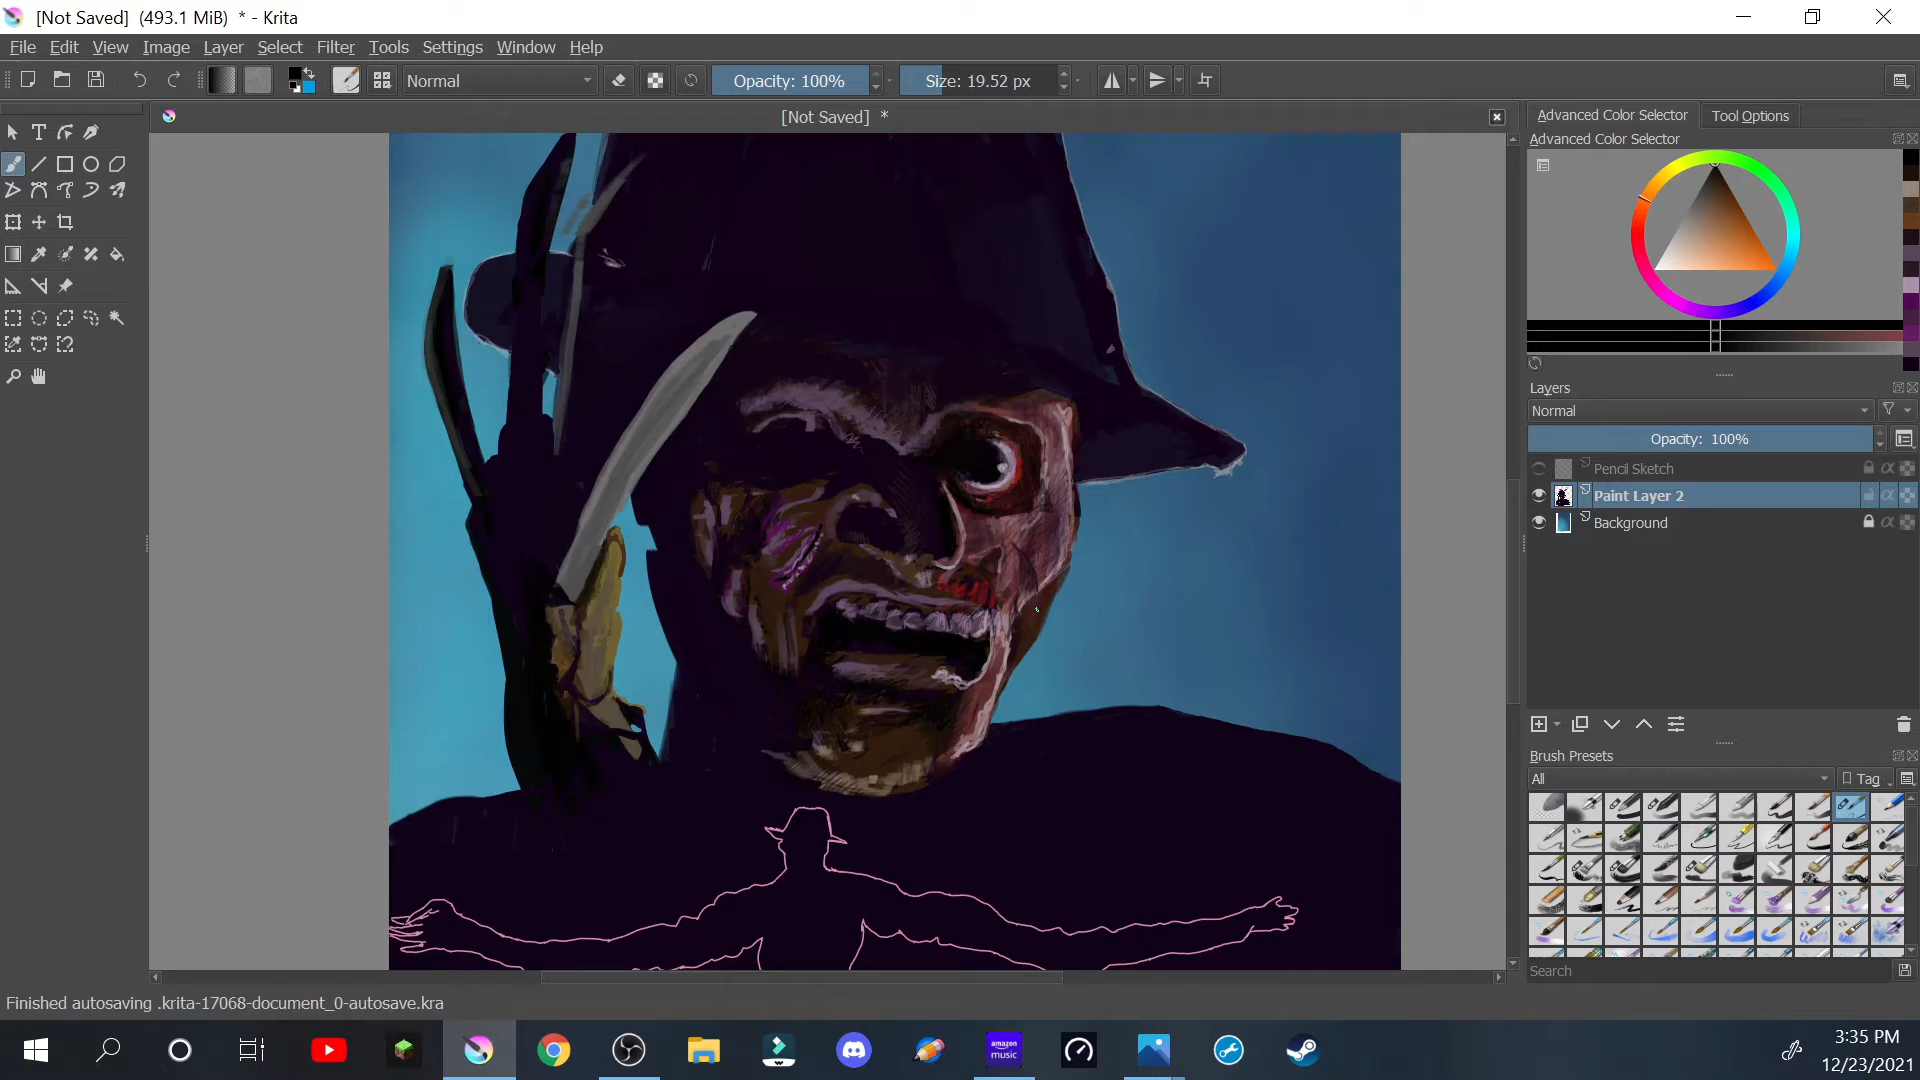 [Not Saved] (493.1 MiB) * - Krita
File Edit View Image Layer Select Filter Tools Settings Window Help
Normal
Opacity: 100%
Size: 19.52 px
[Not Saved] *
Advanced Color Selector
Tool Options
Advanced Color Selector
Layers
Normal
Opacity: 100%
Pencil Sketch
Paint Layer 2
Background
Brush Presets
All
Tag
Search
Finished autosaving .krita-17068-document_0-autosave.kra
amazon
music
3:35 PM
12/23/2021